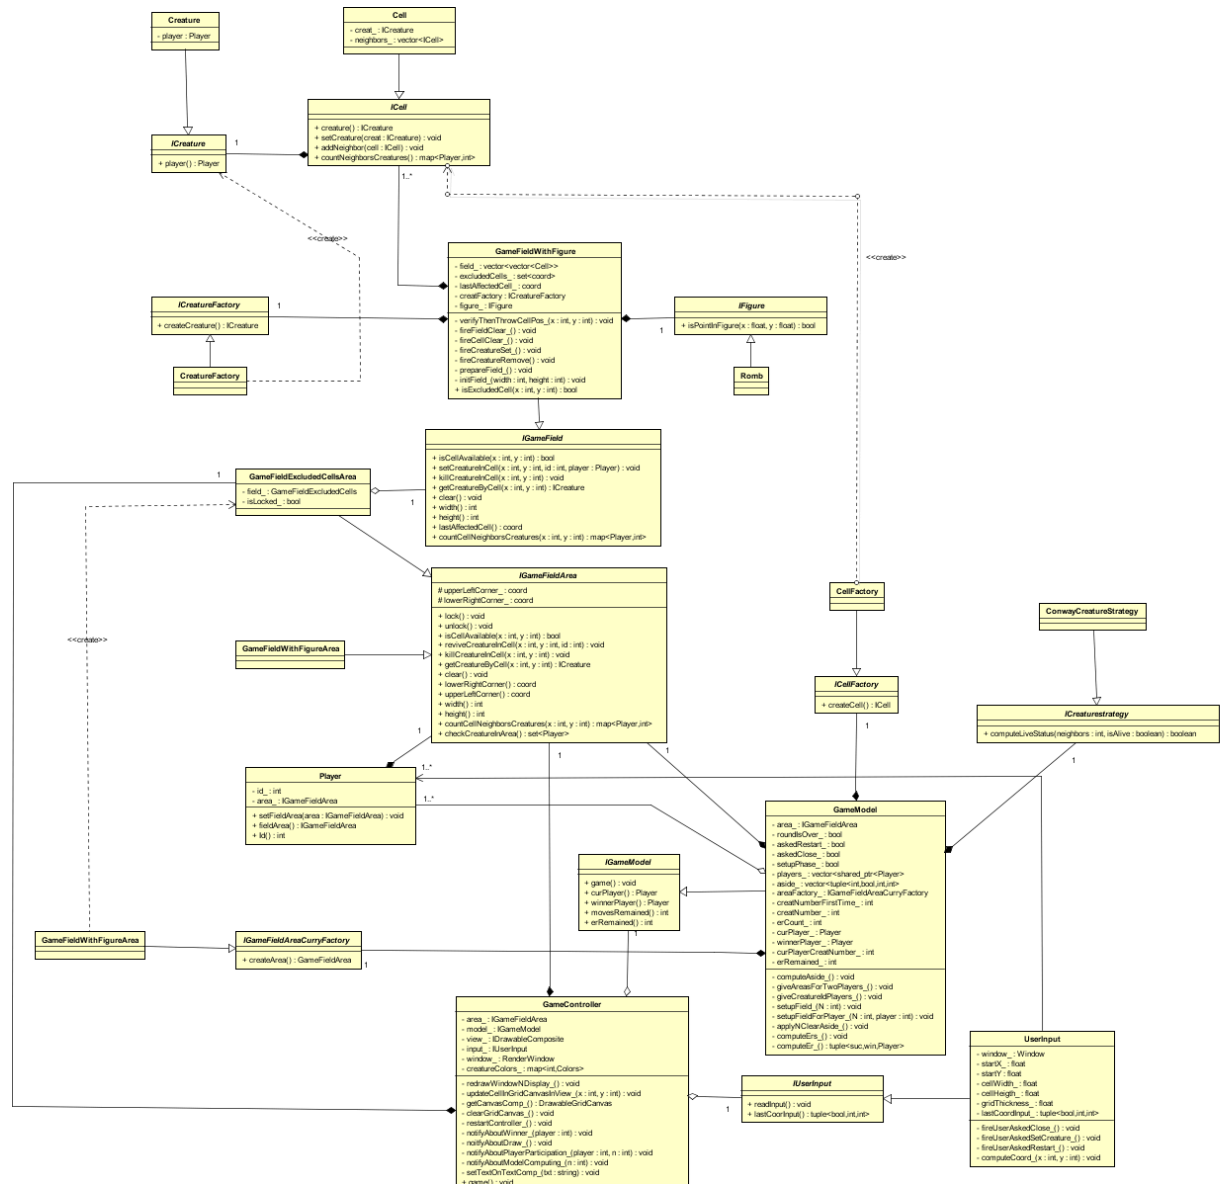 Creature
- player : Player
Cell
- creat_ : ICreature
- neighbors_ : vector<ICell>
ICell
+ creature() : ICreature
+ setCreature(creat : ICreature) : void
+ addNeighbor(cell : ICell) : void
+ countNeighborsCreatures() : map<Player,int>
ICreature
+ player() : Player
1
1..*
<<create>>
<<create>>
GameFieldWithFigure
- field_ : vector<vector<Cell>>
- excludedCells_ : set<coord>
- lastAffectedCell_ : coord
- creatFactory : ICreatureFactory
- figure_ : IFigure
- verifyThenThrowCellPos_(x : int, y : int) : void
- fireFieldClear_() : void
- fireCellClear_() : void
- fireCreatureSet_() : void
- fireCreatureRemove() : void
- prepareField_() : void
- initField_(width : int, height : int) : void
+ isExcludedCell(x : int, y : int) : bool
ICreatureFactory
+ createCreature() : ICreature
1
CreatureFactory
IFigure
+ isPointInFigure(x : float, y : float) : bool
1
Romb
IGameField
+ isCellAvailable(x : int, y : int) : bool
+ setCreatureInCell(x : int, y : int, id : int, player : Player) : void
+ killCreatureInCell(x : int, y : int) : void
+ getCreatureByCell(x : int, y : int) : ICreature
+ clear() : void
+ width() : int
+ height() : int
+ lastAffectedCell() : coord
+ countCellNeighborsCreatures(x : int, y : int) : map<Player,int>
1
GameFieldExcludedCellsArea
- field_ : GameFieldExcludedCells
- isLocked_ : bool
1
IGameFieldArea
# upperLeftCorner_ : coord
# lowerRightCorner_ : coord
+ lock() : void
+ unlock() : void
+ isCellAvailable(x : int, y : int) : bool
+ reviveCreatureInCell(x : int, y : int, id : int) : void
+ killCreatureInCell(x : int, y : int) : void
+ getCreatureByCell(x : int, y : int) : ICreature
+ clear() : void
+ lowerRightCorner() : coord
+ upperLeftCorner() : coord
+ width() : int
+ height() : int
+ countCellNeighborsCreatures(x : int, y : int) : map<Player,int>
+ checkCreatureInArea() : set<Player>
CellFactory
ConwayCreatureStrategy
<<create>>
GameFieldWithFigureArea
ICellFactory
+ createCell() : ICell
1
ICreaturestrategy
+ computeLiveStatus(neighbors : int, isAlive : boolean) : boolean
1
1
1
1
Player
- id_ : int
- area_ : IGameFieldArea
+ setFieldArea(area : IGameFieldArea) : void
+ fieldArea() : IGameFieldArea
+ Id() : int
1..*
1..*
GameModel
- area_ : IGameFieldArea
- roundIsOver_ : bool
- askedRestart_ : bool
- askedClose_ : bool
- setupPhase_ : bool
- players_ : vector<shared_ptr<Player>
- aside_ : vector<tuple<int,bool,int,int>
- areaFactory_ : IGameFieldAreaCurryFactory
- creatNumberFirstTime_ : int
- creatNumber_ : int
- erCount_ : int
- curPlayer_ : Player
- winnerPlayer_ : Player
- curPlayerCreatNumber_ : int
- erRemained_ : int
- computeAside_() : void
- giveAreasForTwoPlayers_() : void
- giveCreatureIdPlayers_() : void
- setupField_(N : int) : void
- setupFieldForPlayer_(N : int, player : int) : void
- applyNClearAside_() : void
- computeErs_() : void
- computeEr_() : tuple<suc,win,Player>
IGameModel
+ game() : void
+ curPlayer() : Player
+ winnerPlayer() : Player
+ movesRemained() : int
+ erRemained() : int
1
GameFieldWithFigureArea
IGameFieldAreaCurryFactory
+ createArea() : GameFieldArea
1
GameController
- area_ : IGameFieldArea
- model_ : IGameModel
- view_ : IDrawableComposite
- input_ : IUserInput
- window_ : RenderWindow
- creatureColors_ : map<int,Colors>
- redrawWindowNDisplay_() : void
- updateCellInGridCanvasInView_(x : int, y : int) : void
- getCanvasComp_() : DrawableGridCanvas
- clearGridCanvas_() : void
- restartController_() : void
- notifyAboutWinner_(player : int) : void
- noitfyAboutDraw_() : void
- notifyAboutPlayerParticipation (player : int, n : int) : void
- notifyAboutModelComputing (n : int) : void
- setTextOnTextComp_(txt : string) : void
+ game() : void
IUserInput
+ readInput() : void
+ lastCoorInput() : tuple<bool,int,int>
1
UserInput
- window_ : Window
- startX_ : float
- startY : float
- cellWidth_ : float
- cellHeigth_ : float
- gridThickness_ : float
- lastCoordInput_ : tuple<bool,int,int>
- fireUserAskedClose_() : void
- fireUserAskedSetCreature_() : void
- fireUserAskedRestart_() : void
- computeCoord_(x : int, y : int) : void